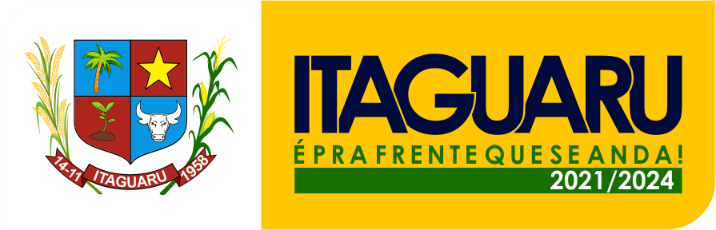 14-11 ITAGUARU 1958
ITAGUARU
É PRA FRENTE QUE SE ANDA!
2021/2024